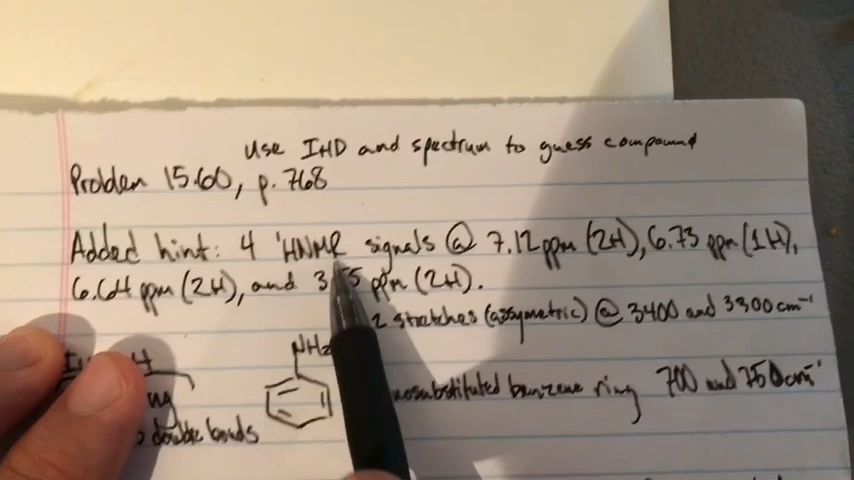 Use IHD and spectrum to guess compound
Problem 15.60, p. 768
Added hint: 4 'HNMR signals @ 7.12 ppm (2H), 6.73 ppm (1H),
6.64 ppm (2H), and 3.55 ppm (2H).
2 stretches (assymetric) @ 3400 and 3300 cm⁻¹
NH₂
nosubstituted benzene ring 700 and 750 cm⁻¹
double bonds